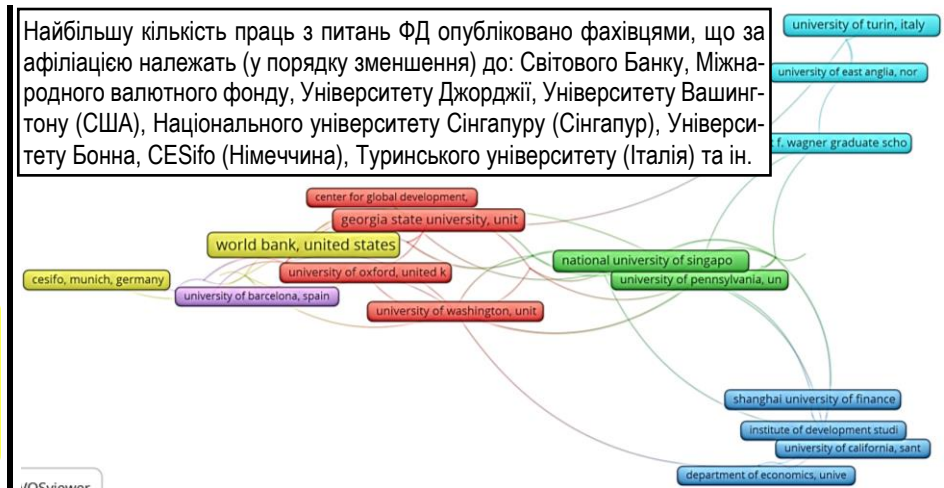 Найбільшу кількість праць з питань ФД опубліковано фахівцями, що за
афіліацією належать (у порядку зменшення) до: Світового Банку, Міжна-
родного валютного фонду, Університету Джорджії, Університету Вашинг-
тону (США), Національного університету Сінгапуру (Сінгапур), Універси-
тету Бонна, CESifo (Німеччина), Туринського університету (Італія) та ін.
university of turin, italy
university of east anglia, nor
f. wagner graduate scho
center for global development,
georgia state university, unit
world bank, united states
national university of singapo
university of oxford, united k
university of pennsylvania, un
cesifo, munich, germany
university of barcelona, spain
university of washington, unit
shanghai university of finance
institute of development studi
university of california, sant
department of economics, unive
VOSviewer